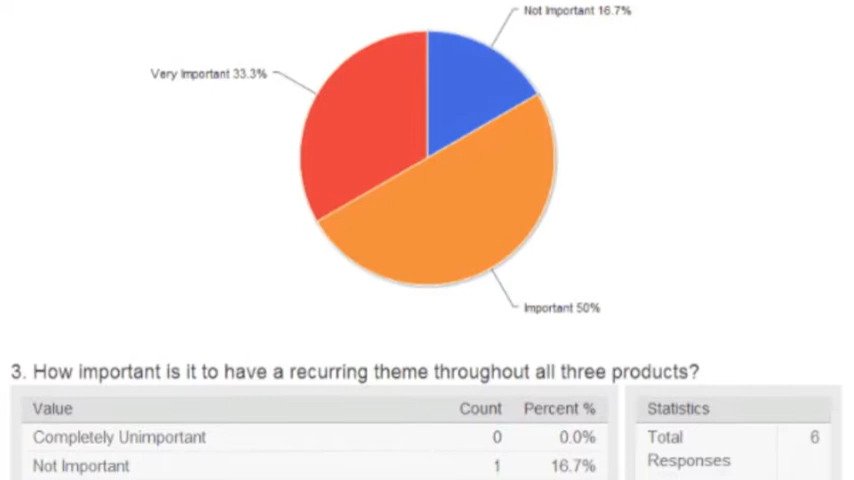 Not Important 16.7%
Very Important 33.3%
Important 50%
3. How important is it to have a recurring theme throughout all three products?
Value Count Percent % Statistics
Completely Unimportant 0 0.0% Total 6
Responses
Not Important 1 16.7%